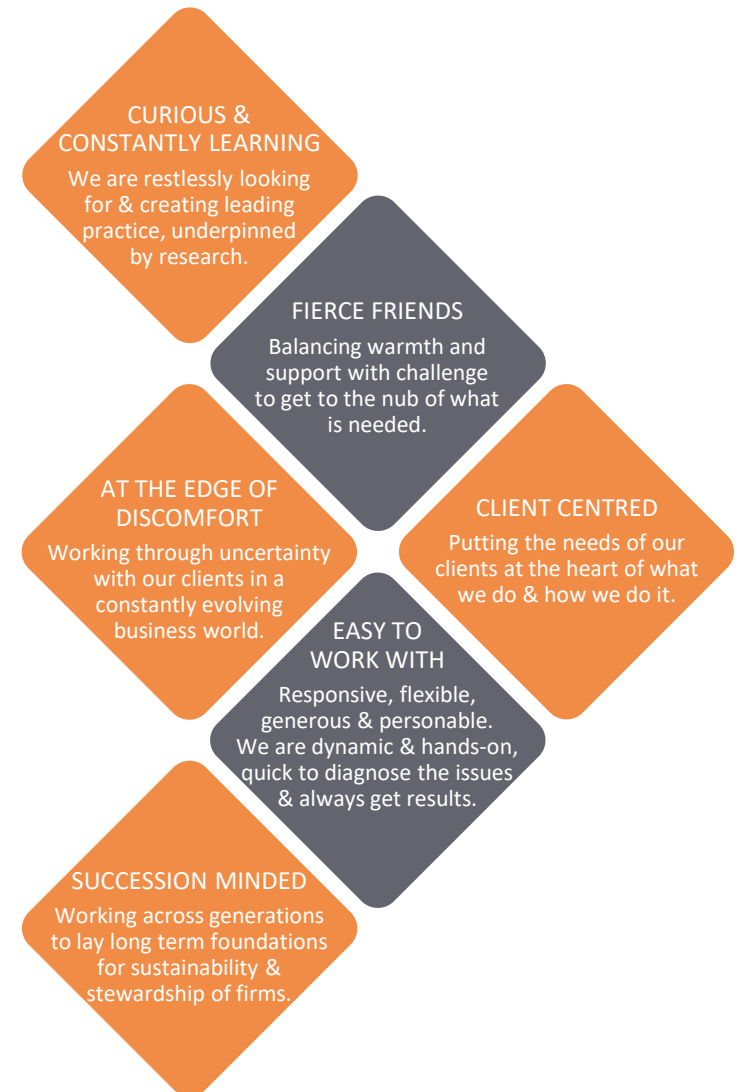 CURIOUS &
CONSTANTLY LEARNING
We are restlessly looking
for & creating leading
practice, underpinned
by research.
FIERCE FRIENDS
Balancing warmth and
support with challenge
to get to the nub of what
is needed.
AT THE EDGE OF
DISCOMFORT
Working through uncertainty
with our clients in a
constantly evolving
business world.
CLIENT CENTRED
Putting the needs of our
clients at the heart of what
we do & how we do it.
EASY TO
WORK WITH
Responsive, flexible,
generous & personable.
We are dynamic & hands-on,
quick to diagnose the issues
& always get results.
SUCCESSION MINDED
Working across generations
to lay long term foundations
for sustainability &
stewardship of firms.